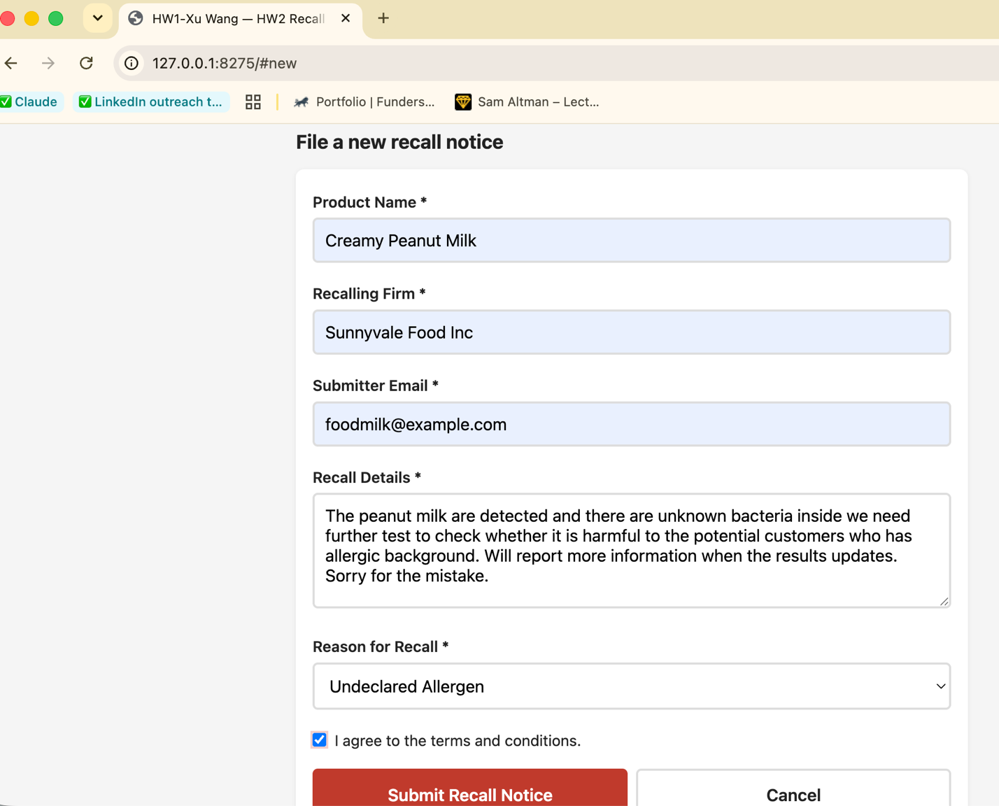 HW1-Xu Wang — HW2 Recall
127.0.0.1:8275/#new
Claude
LinkedIn outreach t...
Portfolio | Funders...
Sam Altman – Lect...
File a new recall notice
Product Name *
Creamy Peanut Milk
Recalling Firm *
Sunnyvale Food Inc
Submitter Email *
foodmilk@example.com
Recall Details *
The peanut milk are detected and there are unknown bacteria inside we need
further test to check whether it is harmful to the potential customers who has
allergic background. Will report more information when the results updates.
Sorry for the mistake.
Reason for Recall *
Undeclared Allergen
I agree to the terms and conditions.
Submit Recall Notice
Cancel